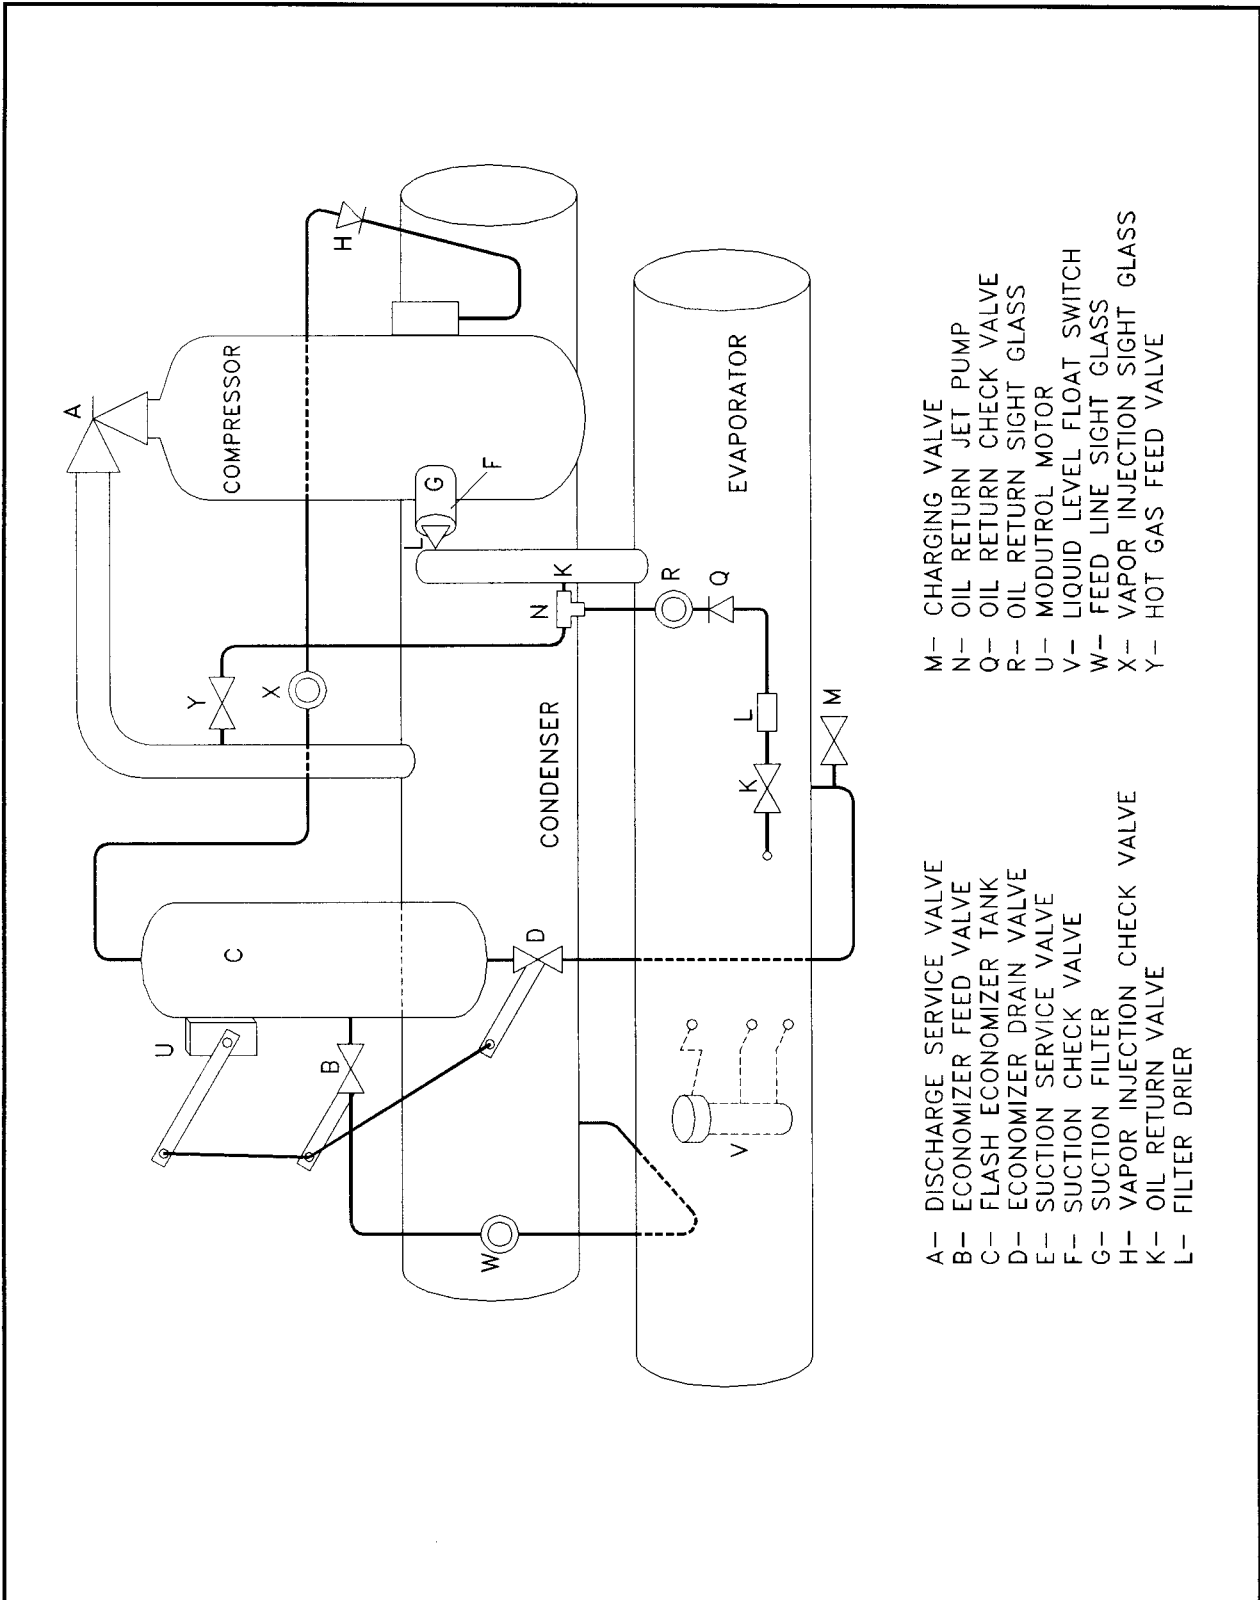 A
COMPRESSOR
H
G
F
L
K
N
R
Q
EVAPORATOR
Y
X
CONDENSER
L
M
K
C
D
U
B
V
W
A– DISCHARGE SERVICE VALVE
B– ECONOMIZER FEED VALVE
C– FLASH ECONOMIZER TANK
D– ECONOMIZER DRAIN VALVE
E– SUCTION SERVICE VALVE
F– SUCTION CHECK VALVE
G– SUCTION FILTER
H– VAPOR INJECTION CHECK VALVE
K– OIL RETURN VALVE
L– FILTER DRIER
M– CHARGING VALVE
N– OIL RETURN JET PUMP
Q– OIL RETURN CHECK VALVE
R– OIL RETURN SIGHT GLASS
U– MODUTROL MOTOR
V– LIQUID LEVEL FLOAT SWITCH
W– FEED LINE SIGHT GLASS
X– VAPOR INJECTION SIGHT GLASS
Y– HOT GAS FEED VALVE